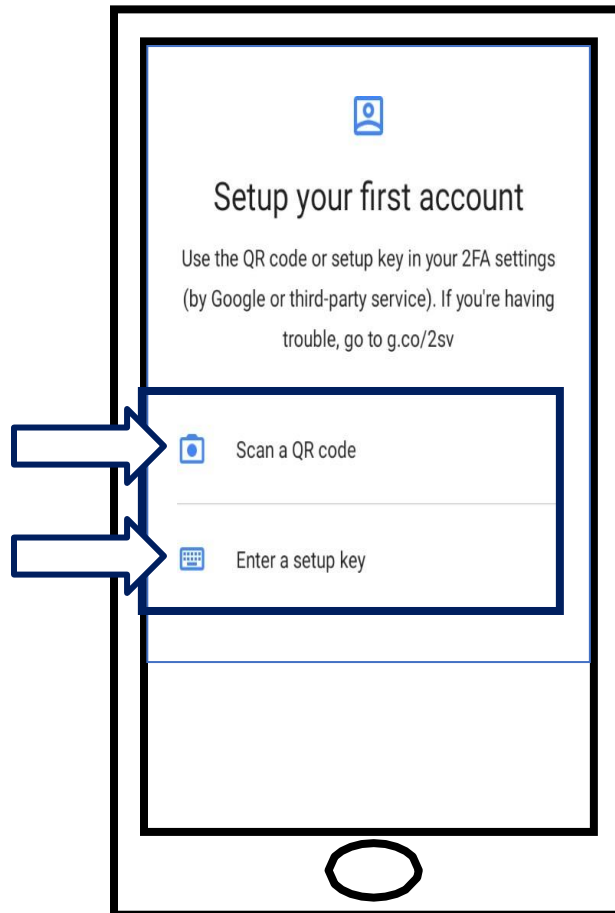 Setup your first account
Use the QR code or setup key in your 2FA settings
(by Google or third-party service). If you're having
trouble, go to g.co/2sv
Scan a QR code
Enter a setup key